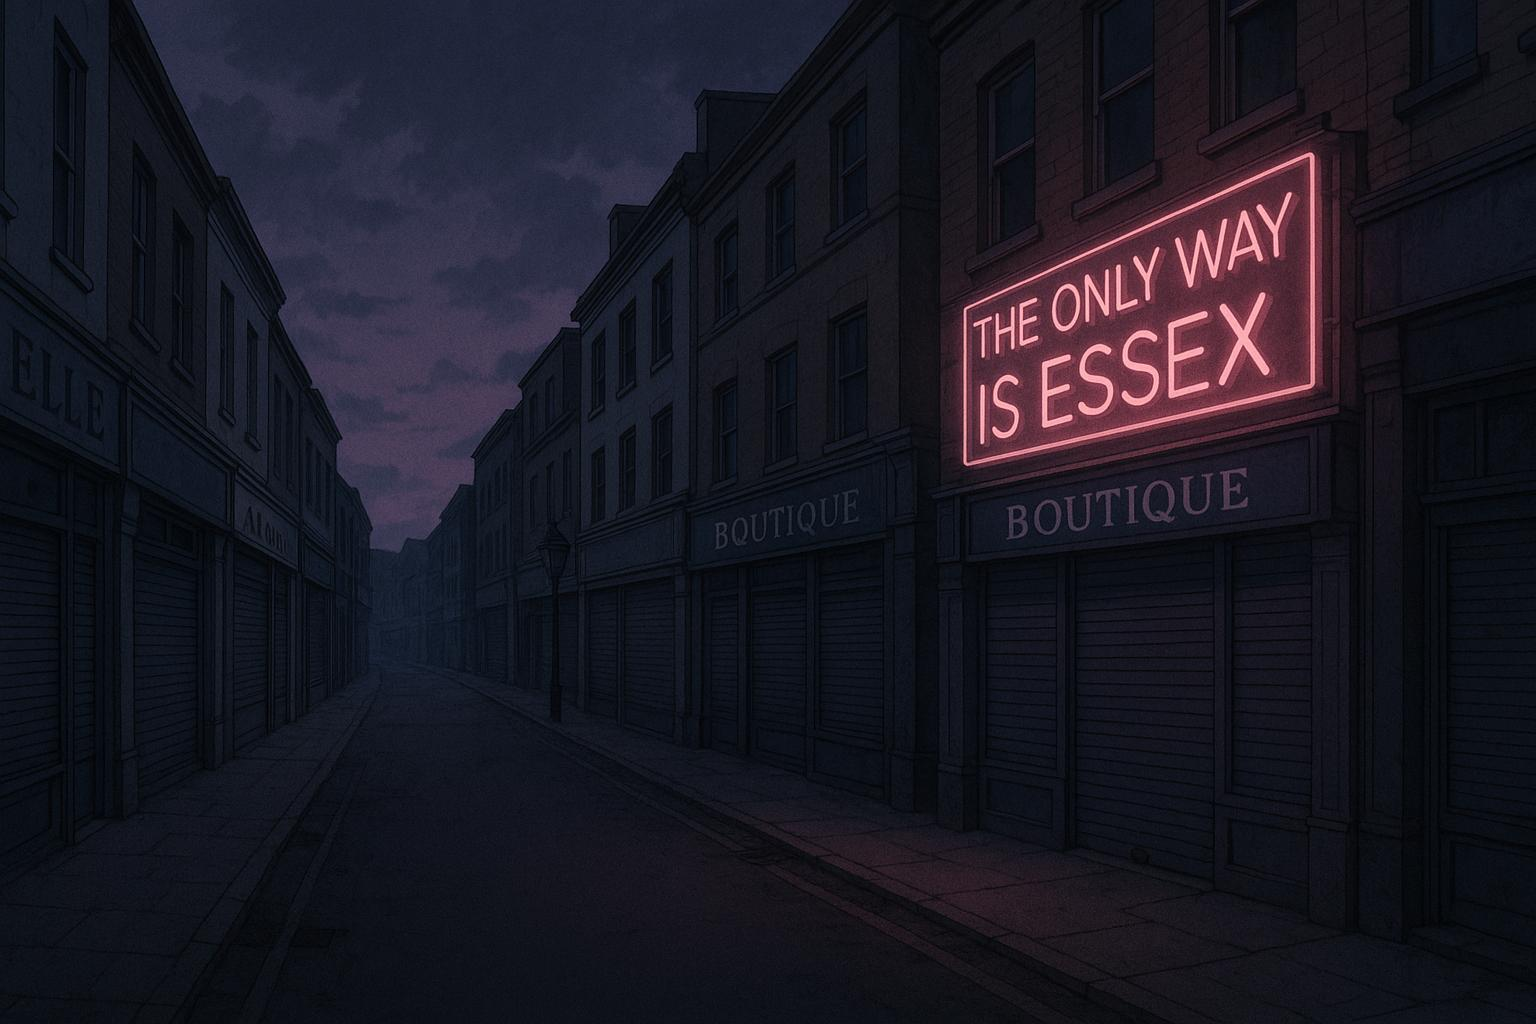 ELLE
BOUTIQUE
THE ONLY WAY
IS ESSEX
BOUTIQUE